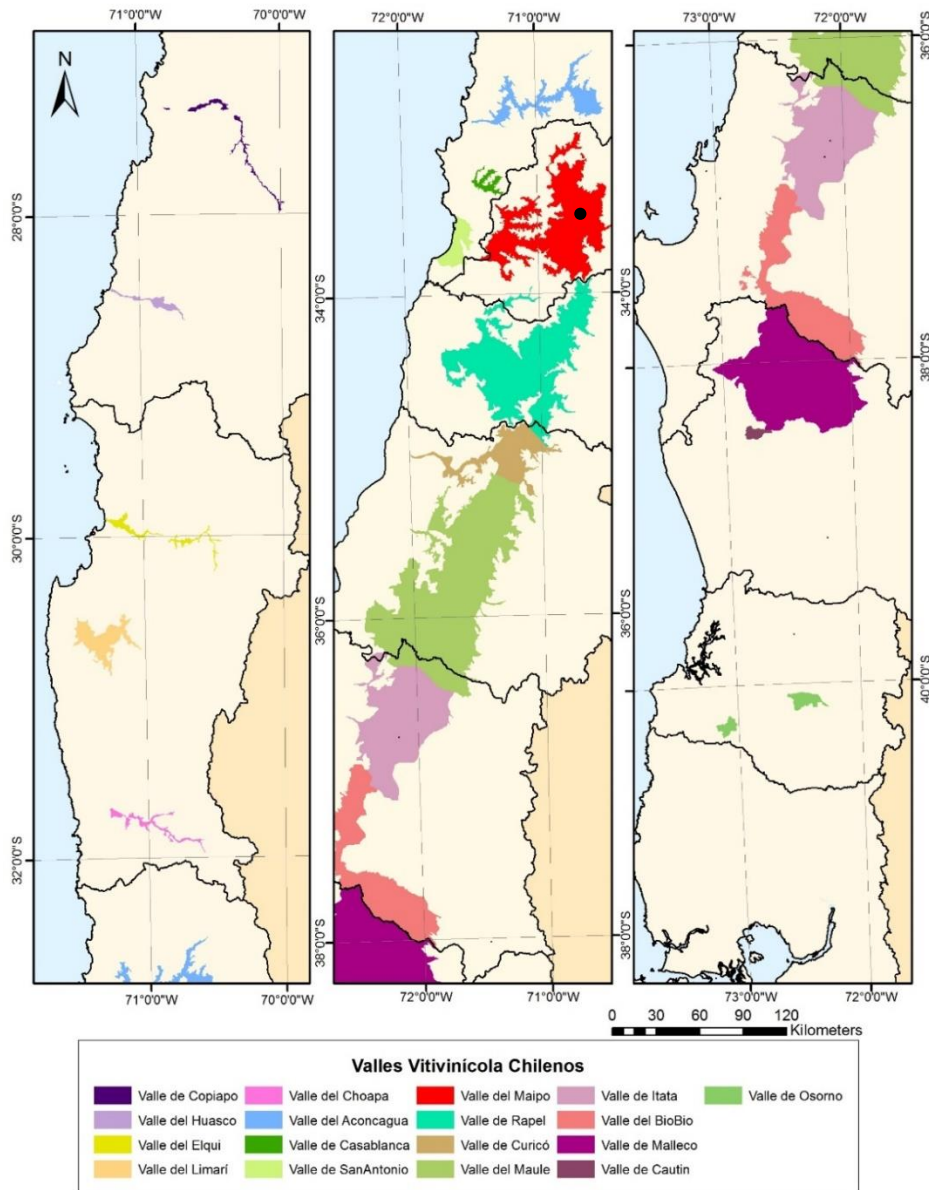 72°0'0"W 71°0'0"W
73°0'0"W 72°0'0"W
71°0'0"W 70°0'0"W
N
28°0'0"S
30°0'0"S
32°0'0"S
34°0'0"S
36°0'0"S
38°0'0"S
34°0'0"S
36°0'0"S
38°0'0"S
36°0'0"S
38°0'0"S
40°0'0"S
71°0'0"W 70°0'0"W
72°0'0"W 71°0'0"W
73°0'0"W 72°0'0"W
0 30 60 90 120
Kilometers
Valles Vitivinícola Chilenos
Valle de Copiapo
Valle del Huasco
Valle del Elqui
Valle del Limarí
Valle del Choapa
Valle del Aconcagua
Valle de Casablanca
Valle de SanAntonio
Valle del Maipo
Valle de Rapel
Valle de Curicó
Valle del Maule
Valle de Itata
Valle del BioBio
Valle de Malleco
Valle de Cautin
Valle de Osorno